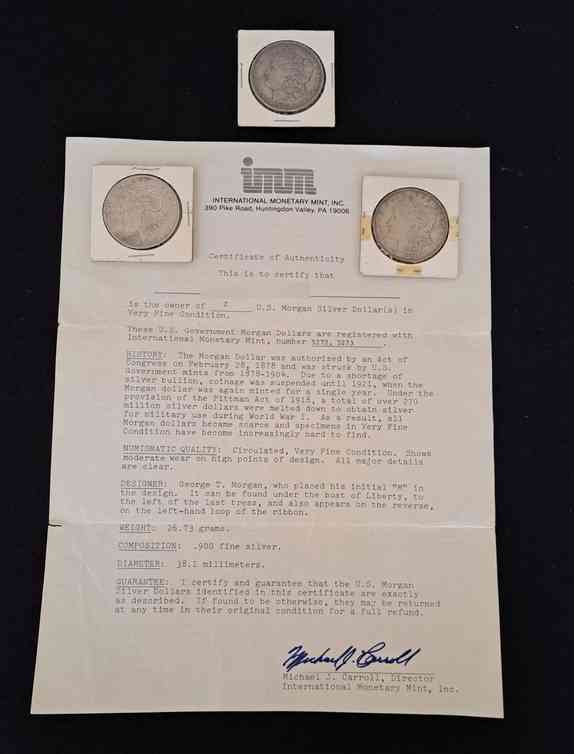 imm
INTERNATIONAL MONETARY MINT, INC.
390 Pike Road, Huntingdon Valley, PA 19006
Certificate of Authenticity
This is to certify that
is the owner of 2 U.S. Morgan Silver Dollar(s) in
Very Fine Condition.
These U.S. Government Morgan Dollars are registered with
International Monetary Mint, number 3272, 3273.
HISTORY: The Morgan Dollar was authorized by an Act of
Congress on February 28, 1878 and was struck by U.S.
Government mints from 1878-1904. Due to a shortage of
silver bullion, coinage was suspended until 1921, when the
Morgan dollar was again minted for a single year. Under the
provision of the Pittman Act of 1918, a total of over 270
million silver dollars were melted down to obtain silver
for military use during World War I. As a result, all
Morgan dollars became scarce and specimens in Very Fine
Condition have become increasingly hard to find.
NUMISMATIC QUALITY: Circulated, Very Fine Condition. Shows
moderate wear on high points of design. All major details
are clear.
DESIGNER: George T. Morgan, who placed his initial "M" in
the design. It can be found under the bust of Liberty, to
the left of the last tress, and also appears on the reverse,
on the left-hand loop of the ribbon.
WEIGHT: 26.73 grams.
COMPOSITION: .900 fine silver.
DIAMETER: 38.1 millimeters.
GUARANTEE: I certify and guarantee that the U.S. Morgan
Silver Dollars identified in this certificate are exactly
as described. If found to be otherwise, they may be returned
at any time in their original condition for a full refund.
Michael J. Carroll
Michael J. Carroll, Director
International Monetary Mint, Inc.